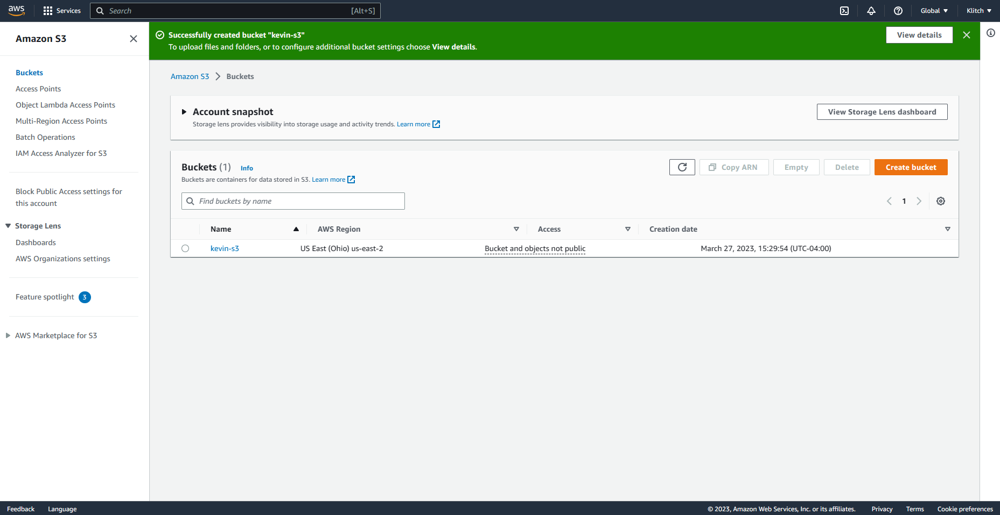 aws
Services
Search
[Alt+S]
Global
Klitch
Amazon S3
Buckets
Access Points
Object Lambda Access Points
Multi-Region Access Points
Batch Operations
IAM Access Analyzer for S3
Block Public Access settings for
this account
Storage Lens
Dashboards
AWS Organizations settings
Feature spotlight 3
AWS Marketplace for S3
Successfully created bucket "kevin-s3"
To upload files and folders, or to configure additional bucket settings choose View details.
View details
Amazon S3 Buckets
Account snapshot
Storage lens provides visibility into storage usage and activity trends. Learn more
View Storage Lens dashboard
Buckets (1) Info
Buckets are containers for data stored in S3. Learn more
Copy ARN
Empty
Delete
Create bucket
Find buckets by name
1
Name AWS Region Access Creation date
kevin-s3 US East (Ohio) us-east-2 Bucket and objects not public March 27, 2023, 15:29:54 (UTC-04:00)
Feedback Language © 2023, Amazon Web Services, Inc. or its affiliates. Privacy Terms Cookie preferences